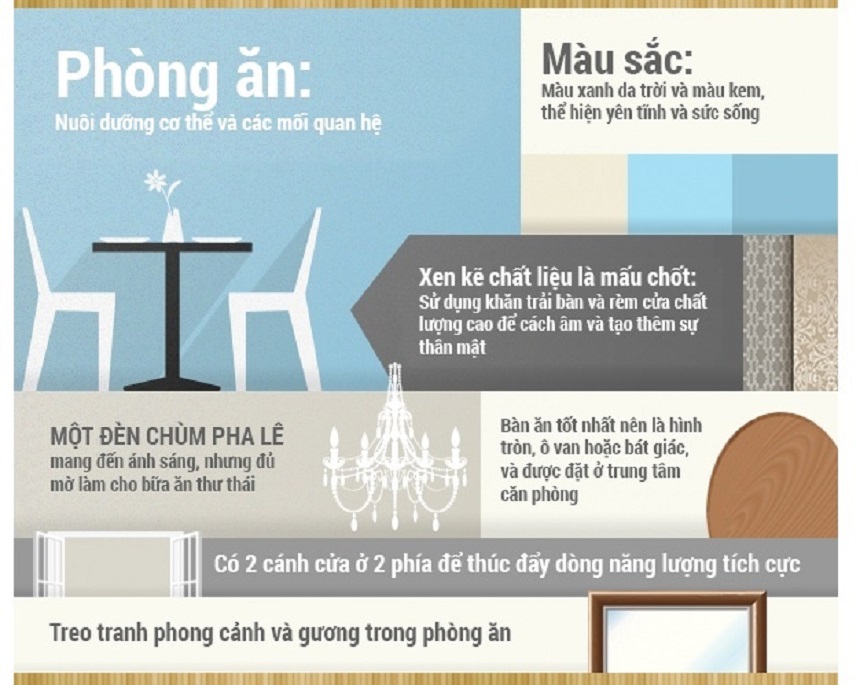 Phòng ăn:
Nuôi dưỡng cơ thể và các mối quan hệ
Màu sắc:
Màu xanh da trời và màu kem,
thể hiện yên tĩnh và sức sống
Xen kẽ chất liệu là mấu chốt:
Sử dụng khăn trải bàn và rèm cửa chất
lượng cao để cách âm và tạo thêm sự
thân mật
MỘT ĐÈN CHÙM PHA LÊ
mang đến ánh sáng, nhưng đủ
mờ làm cho bữa ăn thư thái
Bàn ăn tốt nhất nên là hình
tròn, ô van hoặc bát giác,
và được đặt ở trung tâm
căn phòng
Có 2 cánh cửa ở 2 phía để thúc đẩy dòng năng lượng tích cực
Treo tranh phong cảnh và gương trong phòng ăn